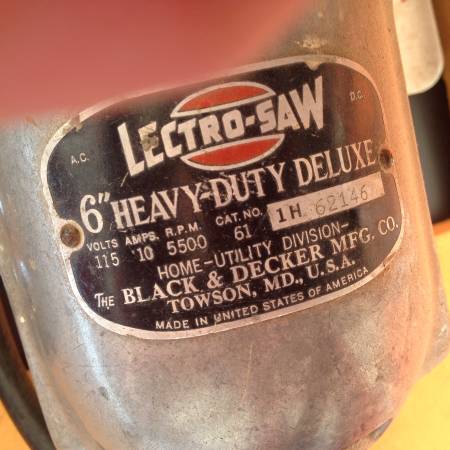 A.C.
D.C.
LECTRO-SAW
6" HEAVY-DUTY DELUXE
VOLTS AMPS. R.P.M. CAT. NO.
115 10 5500 61 1H 62146
HOME-UTILITY DIVISION-
THE BLACK & DECKER MFG. CO.
TOWSON, MD., U.S.A.
MADE IN UNITED STATES OF AMERICA